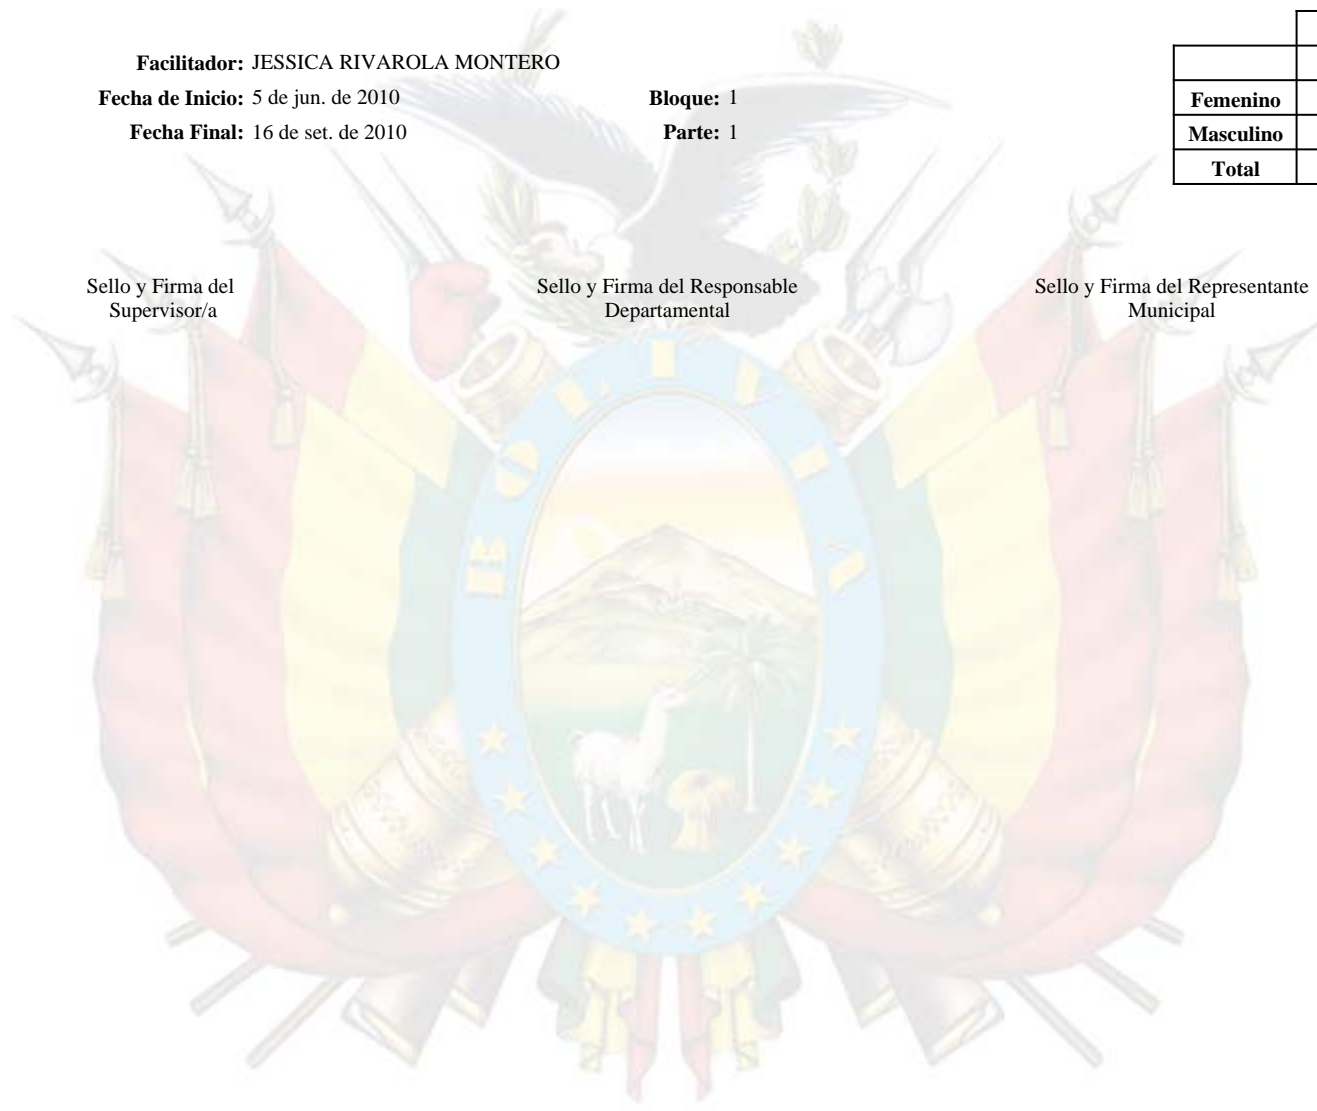 Facilitador: JESSICA RIVAROLA MONTERO
Fecha de Inicio: 5 de jun. de 2010 Bloque: 1
Fecha Final: 16 de set. de 2010 Parte: 1
Femenino
Masculino
Total
Sello y Firma del
Supervisor/a
Sello y Firma del Responsable
Departamental
Sello y Firma del Representante
Municipal
BOLIVIA